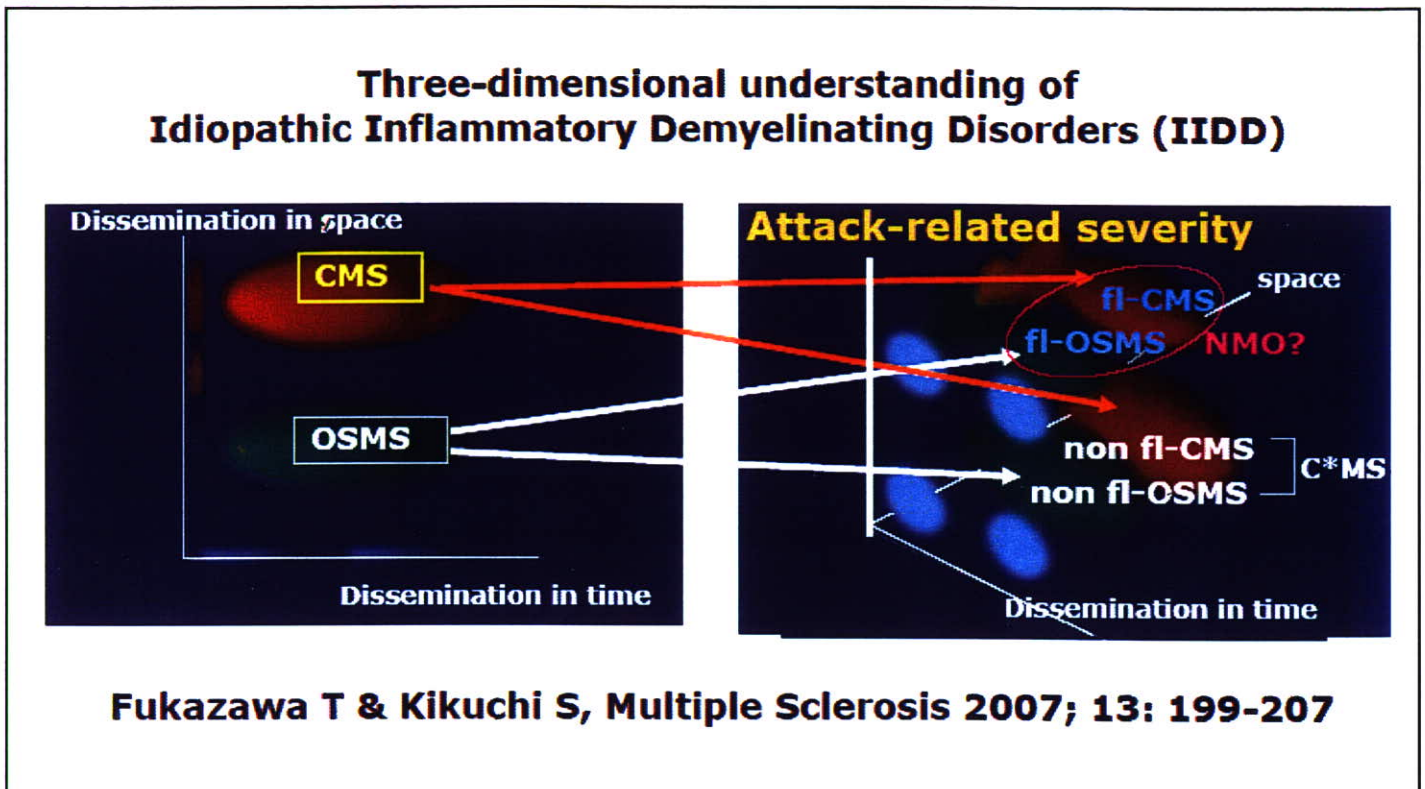 Three-dimensional understanding of
Idiopathic Inflammatory Demyelinating Disorders (IIDD)
Dissemination in space
CMS
OSMS
Dissemination in time
Attack-related severity
space
fl-CMS
fl-OSMS NMO?
non fl-CMS
C*MS
non fl-OSMS
Dissemination in time
Fukazawa T & Kikuchi S, Multiple Sclerosis 2007; 13: 199-207